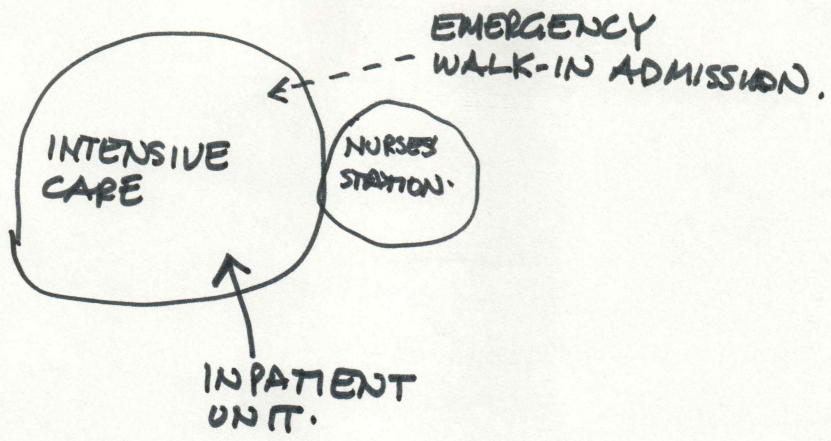 EMERGENCY
WALK-IN ADMISSION.
INTENSIVE
CARE
NURSES'
STATION.
INPATIENT
UNIT.